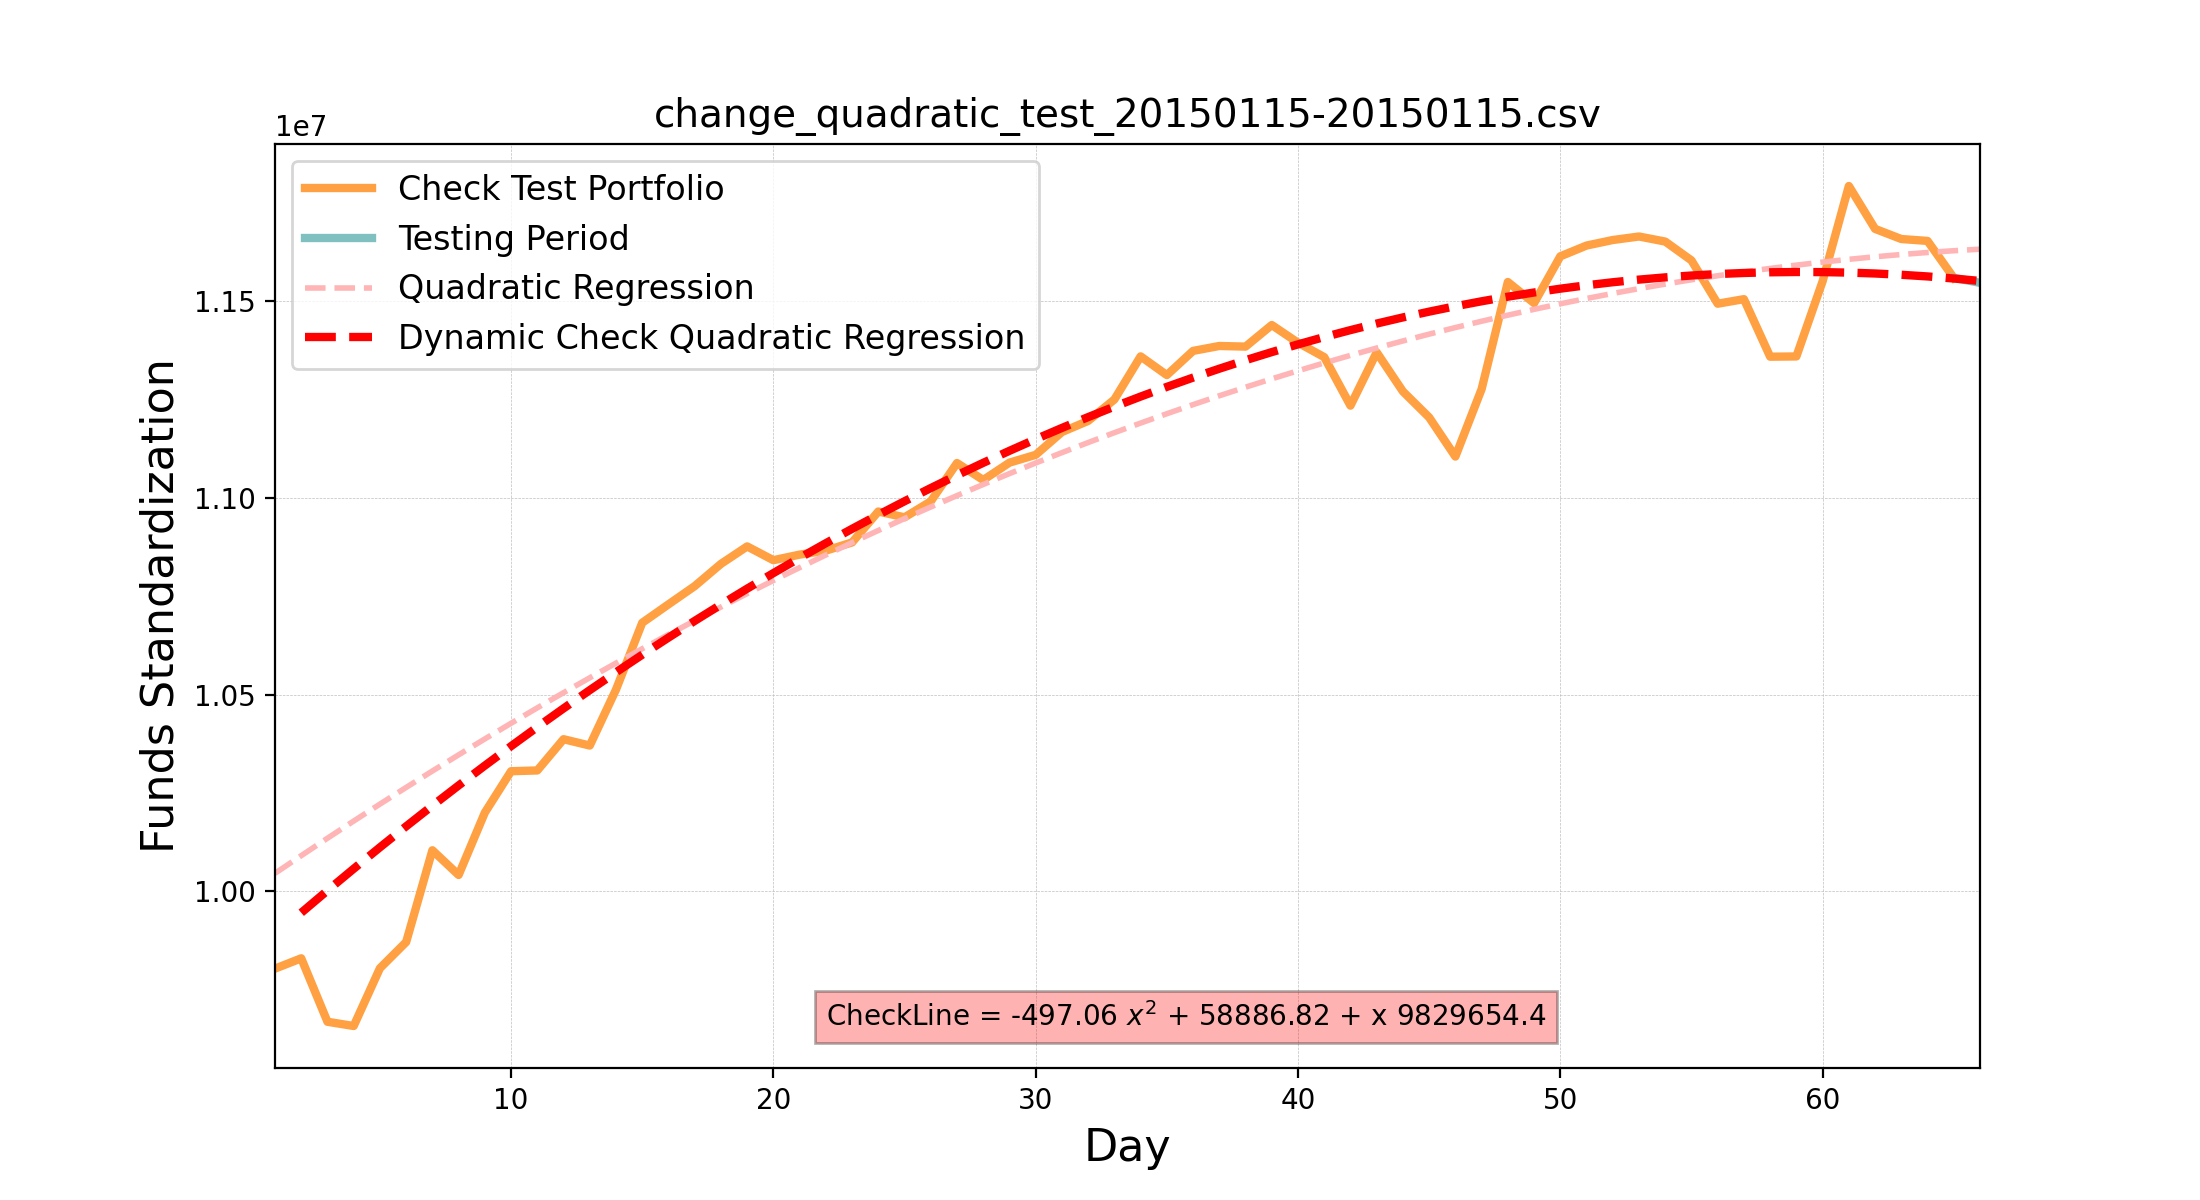 change_quadratic_test_20150115-20150115.csv
1e7
Check Test Portfolio
Testing Period
Quadratic Regression
Dynamic Check Quadratic Regression
1.15
1.10
1.05
1.00
Funds Standardization
CheckLine = -497.06 x² + 58886.82 + x 9829654.4
10 20 30 40 50 60
Day